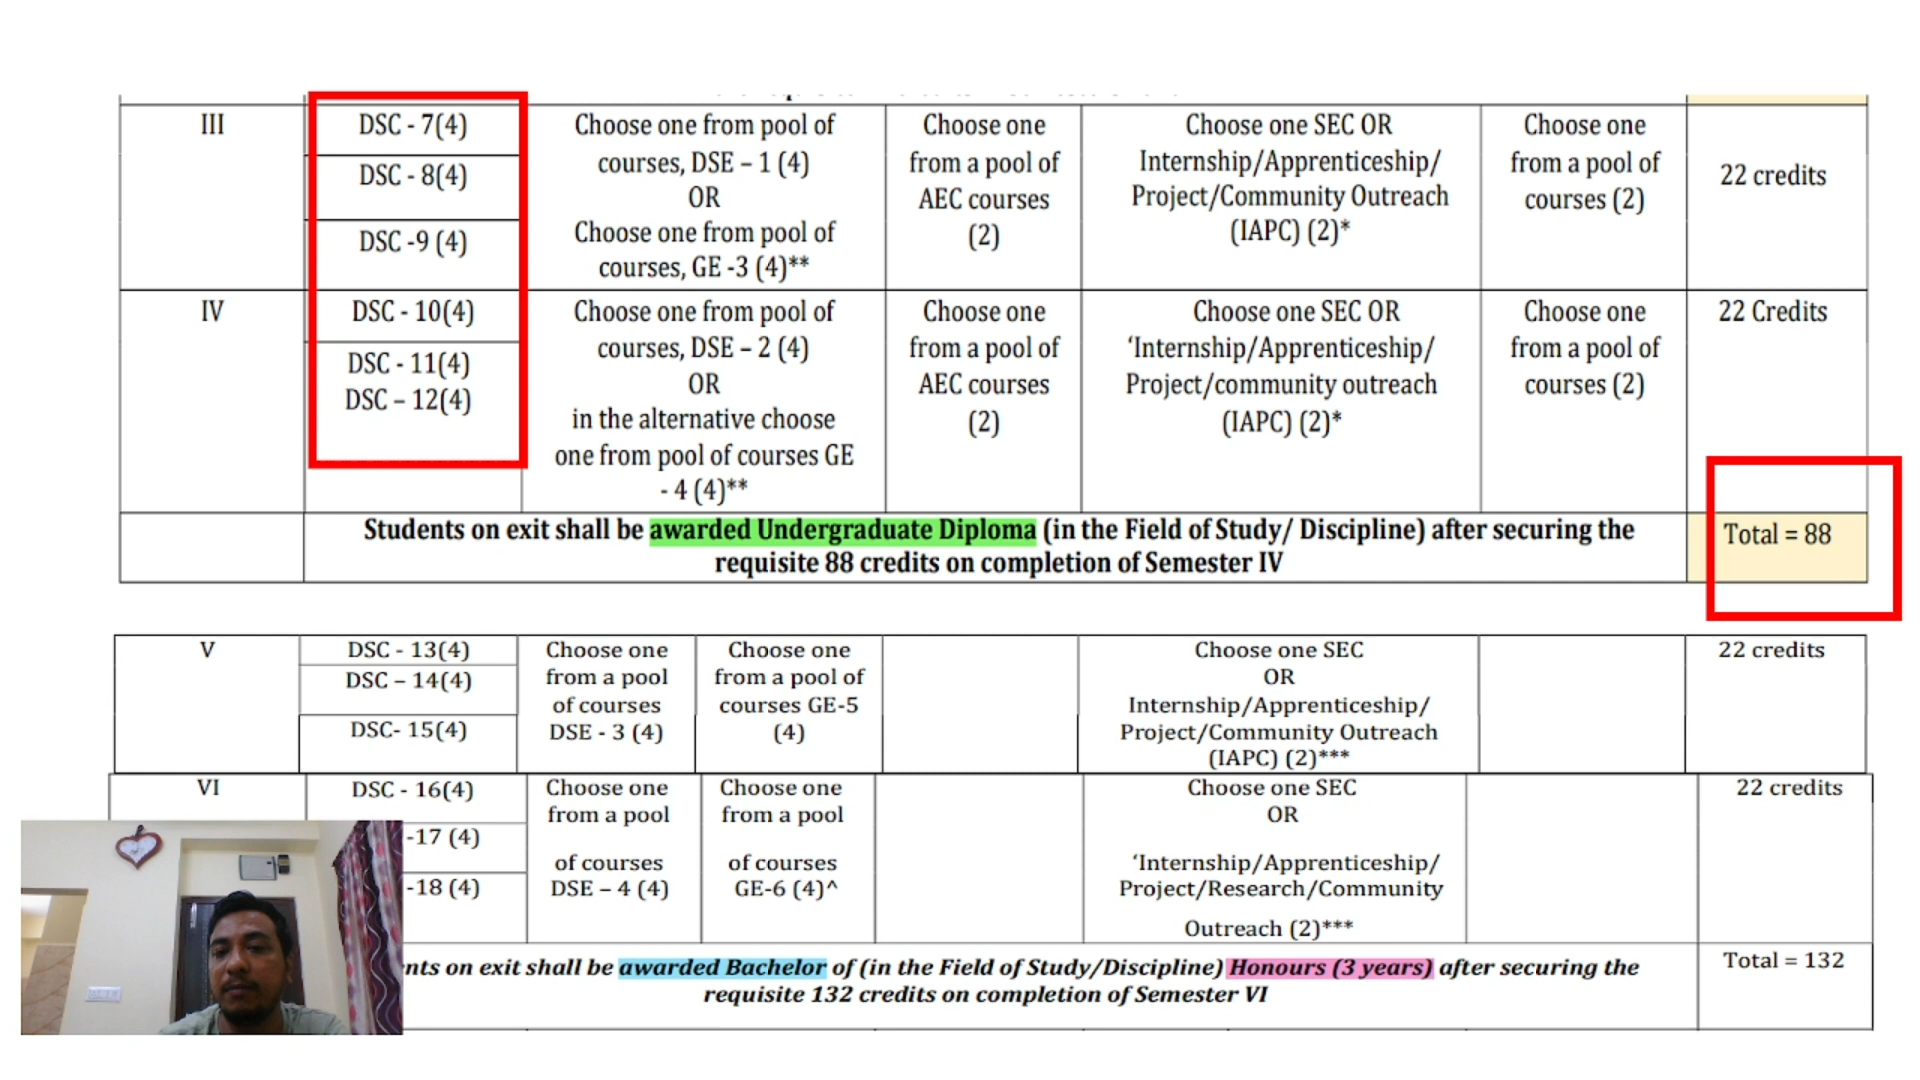 III
DSC - 7(4)
DSC - 8(4)
DSC -9 (4)
Choose one from pool of
courses, DSE – 1 (4)
OR
Choose one from pool of
courses, GE -3 (4)**
Choose one
from a pool of
AEC courses
(2)
Choose one SEC OR
Internship/Apprenticeship/
Project/Community Outreach
(IAPC) (2)*
Choose one
from a pool of
courses (2)
22 credits
IV
DSC - 10(4)
DSC - 11(4)
DSC – 12(4)
Choose one from pool of
courses, DSE – 2 (4)
OR
in the alternative choose
one from pool of courses GE
- 4 (4)**
Choose one
from a pool of
AEC courses
(2)
Choose one SEC OR
‘Internship/Apprenticeship/
Project/community outreach
(IAPC) (2)*
Choose one
from a pool of
courses (2)
22 Credits
Students on exit shall be awarded Undergraduate Diploma (in the Field of Study/ Discipline) after securing the
requisite 88 credits on completion of Semester IV
Total = 88
V
DSC - 13(4)
DSC – 14(4)
DSC- 15(4)
Choose one
from a pool
of courses
DSE - 3 (4)
Choose one
from a pool of
courses GE-5
(4)
Choose one SEC
OR
Internship/Apprenticeship/
Project/Community Outreach
(IAPC) (2)***
22 credits
VI
DSC - 16(4)
-17 (4)
-18 (4)
Choose one
from a pool
of courses
DSE – 4 (4)
Choose one
from a pool
of courses
GE-6 (4)^
Choose one SEC
OR
‘Internship/Apprenticeship/
Project/Research/Community
Outreach (2)***
22 credits
nts on exit shall be awarded Bachelor of (in the Field of Study/Discipline) Honours (3 years) after securing the
requisite 132 credits on completion of Semester VI
Total = 132